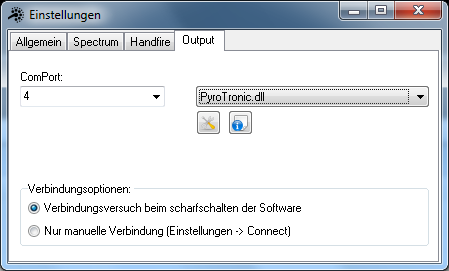 Einstellungen
Allgemein Spectrum Handfire Output
ComPort:
4 PyroTronic.dll
Verbindungsoptionen:
Verbindungsversuch beim scharfschalten der Software
Nur manuelle Verbindung (Einstellungen -> Connect)